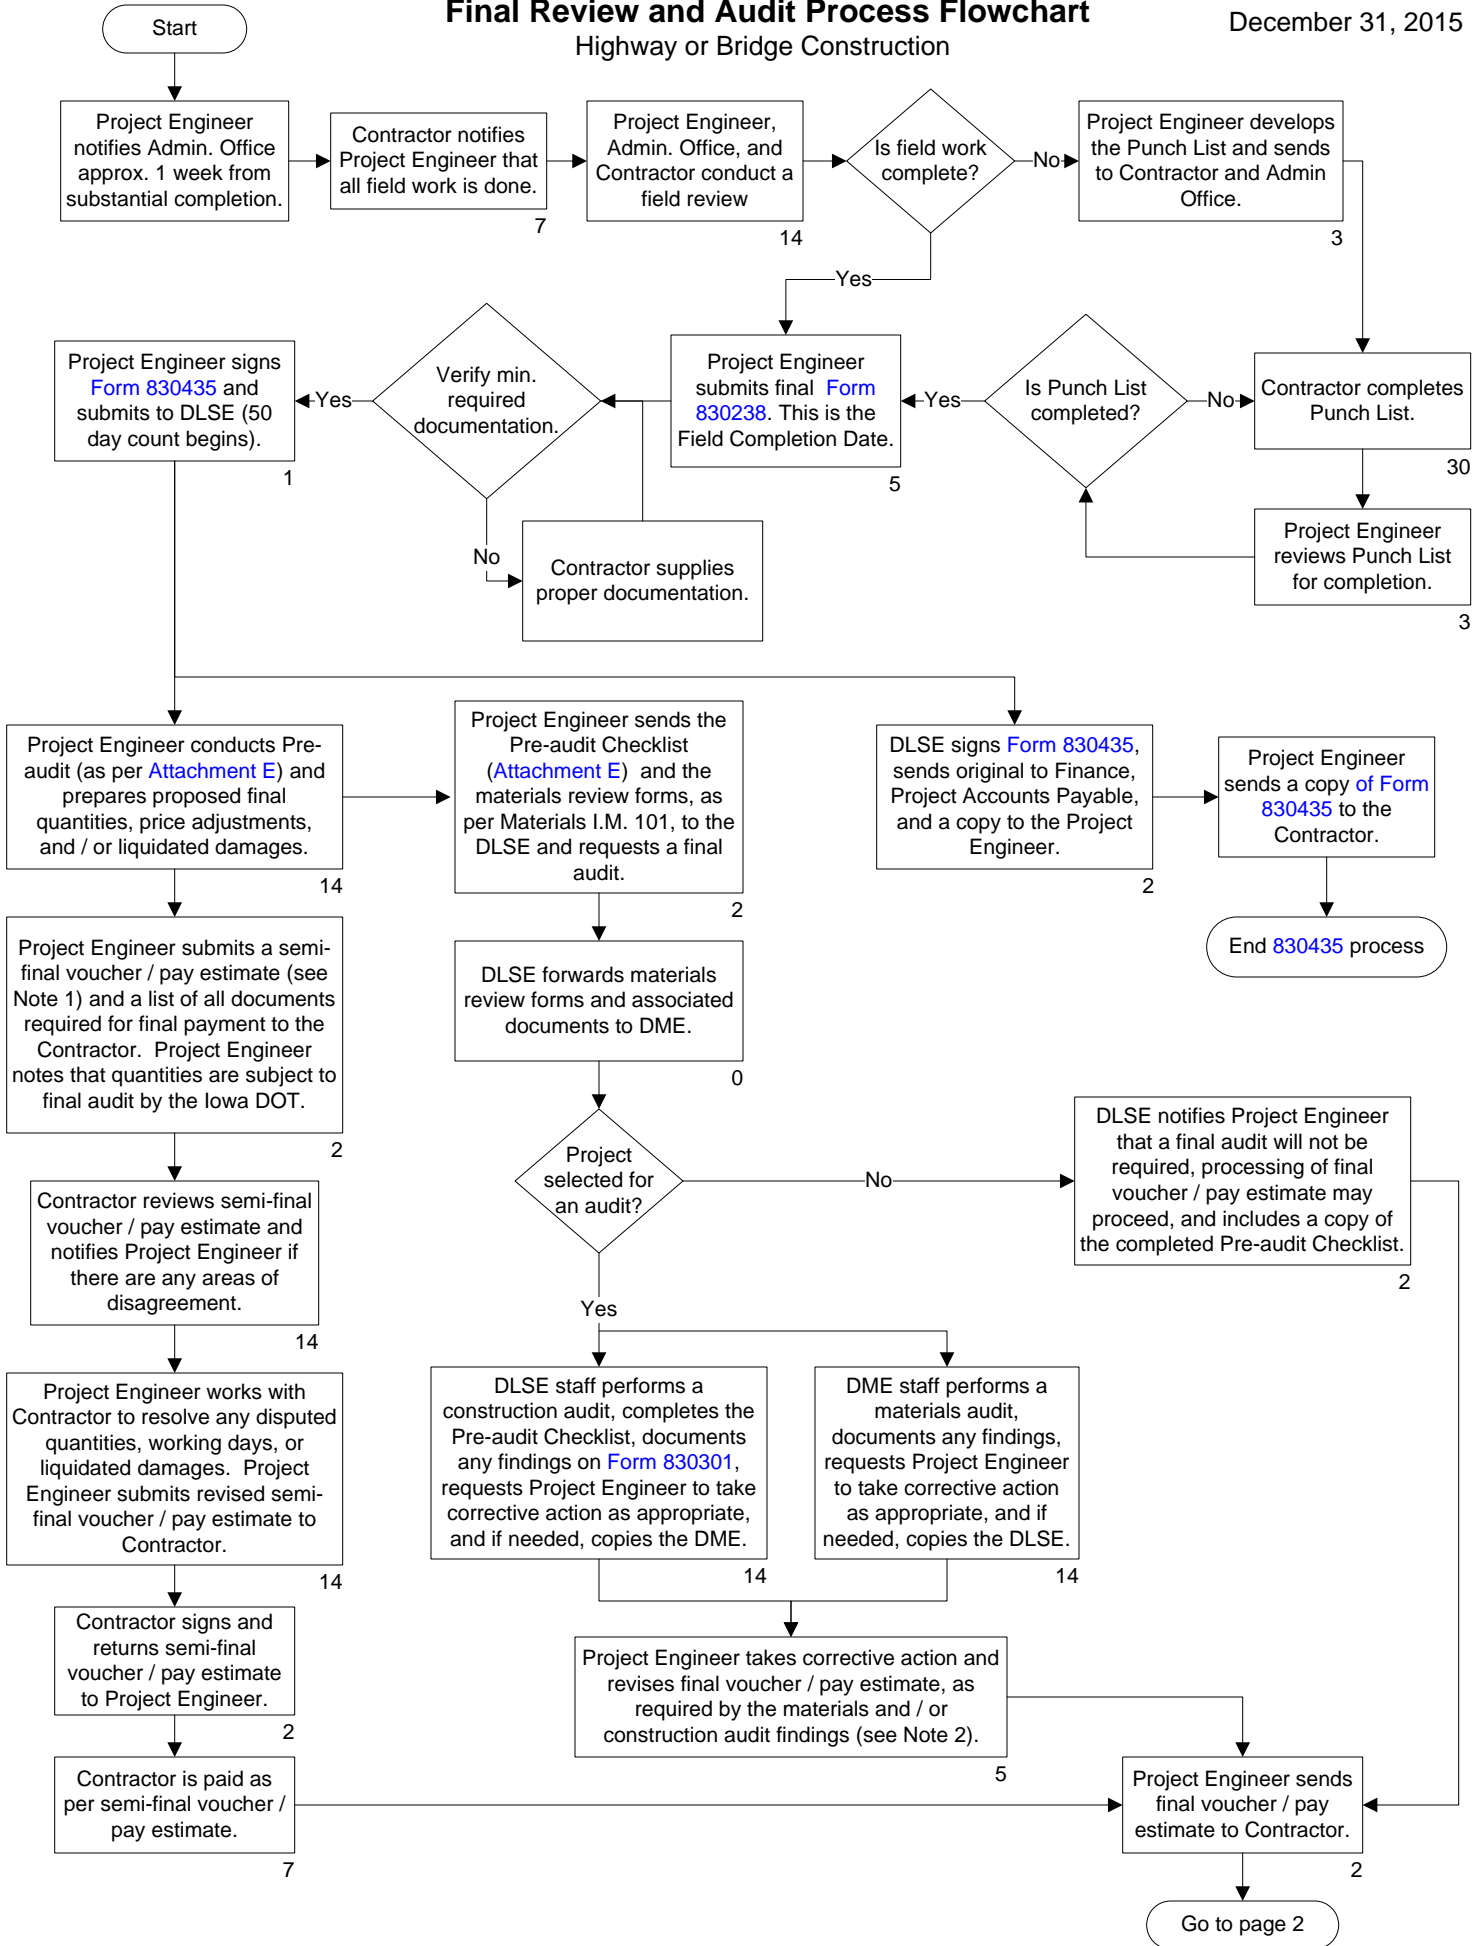 Final Review and Audit Process Flowchart
Highway or Bridge Construction
December 31, 2015
Start
Project Engineer
notifies Admin. Office
approx. 1 week from
substantial completion.
Contractor notifies
Project Engineer that
all field work is done.
7
Project Engineer,
Admin. Office, and
Contractor conduct a
field review
14
Is field work
complete?
No
Project Engineer develops
the Punch List and sends
to Contractor and Admin
Office.
3
Yes
Project Engineer signs
Form 830435 and
submits to DLSE (50
day count begins).
1
Yes
Verify min.
required
documentation.
Project Engineer
submits final  Form
830238. This is the
Field Completion Date.
5
Yes
Is Punch List
completed?
No
Contractor completes
Punch List.
30
No
Contractor supplies
proper documentation.
Project Engineer
reviews Punch List
for completion.
3
Project Engineer conducts Pre-
audit (as per Attachment E) and
prepares proposed final
quantities, price adjustments,
and / or liquidated damages.
14
Project Engineer sends the
Pre-audit Checklist
(Attachment E)  and the
materials review forms, as
per Materials I.M. 101, to the
DLSE and requests a final
audit.
2
DLSE signs Form 830435,
sends original to Finance,
Project Accounts Payable,
and a copy to the Project
Engineer.
2
Project Engineer
sends a copy of Form
830435 to the
Contractor.
End 830435 process
Project Engineer submits a semi-
final voucher / pay estimate (see
Note 1) and a list of all documents
required for final payment to the
Contractor.  Project Engineer
notes that quantities are subject to
final audit by the Iowa DOT.
2
DLSE forwards materials
review forms and associated
documents to DME.
0
Project
selected for
an audit?
No
DLSE notifies Project Engineer
that a final audit will not be
required, processing of final
voucher / pay estimate may
proceed, and includes a copy of
the completed Pre-audit Checklist.
2
Contractor reviews semi-final
voucher / pay estimate and
notifies Project Engineer if
there are any areas of
disagreement.
14
Yes
Project Engineer works with
Contractor to resolve any disputed
quantities, working days, or
liquidated damages.  Project
Engineer submits revised semi-
final voucher / pay estimate to
Contractor.
14
DLSE staff performs a
construction audit, completes the
Pre-audit Checklist, documents
any findings on Form 830301,
requests Project Engineer to take
corrective action as appropriate,
and if needed, copies the DME.
14
DME staff performs a
materials audit,
documents any findings,
requests Project Engineer
to take corrective action
as appropriate, and if
needed, copies the DLSE.
14
Contractor signs and
returns semi-final
voucher / pay estimate
to Project Engineer.
2
Project Engineer takes corrective action and
revises final voucher / pay estimate, as
required by the materials and / or
construction audit findings (see Note 2).
5
Contractor is paid as
per semi-final voucher /
pay estimate.
7
Project Engineer sends
final voucher / pay
estimate to Contractor.
2
Go to page 2